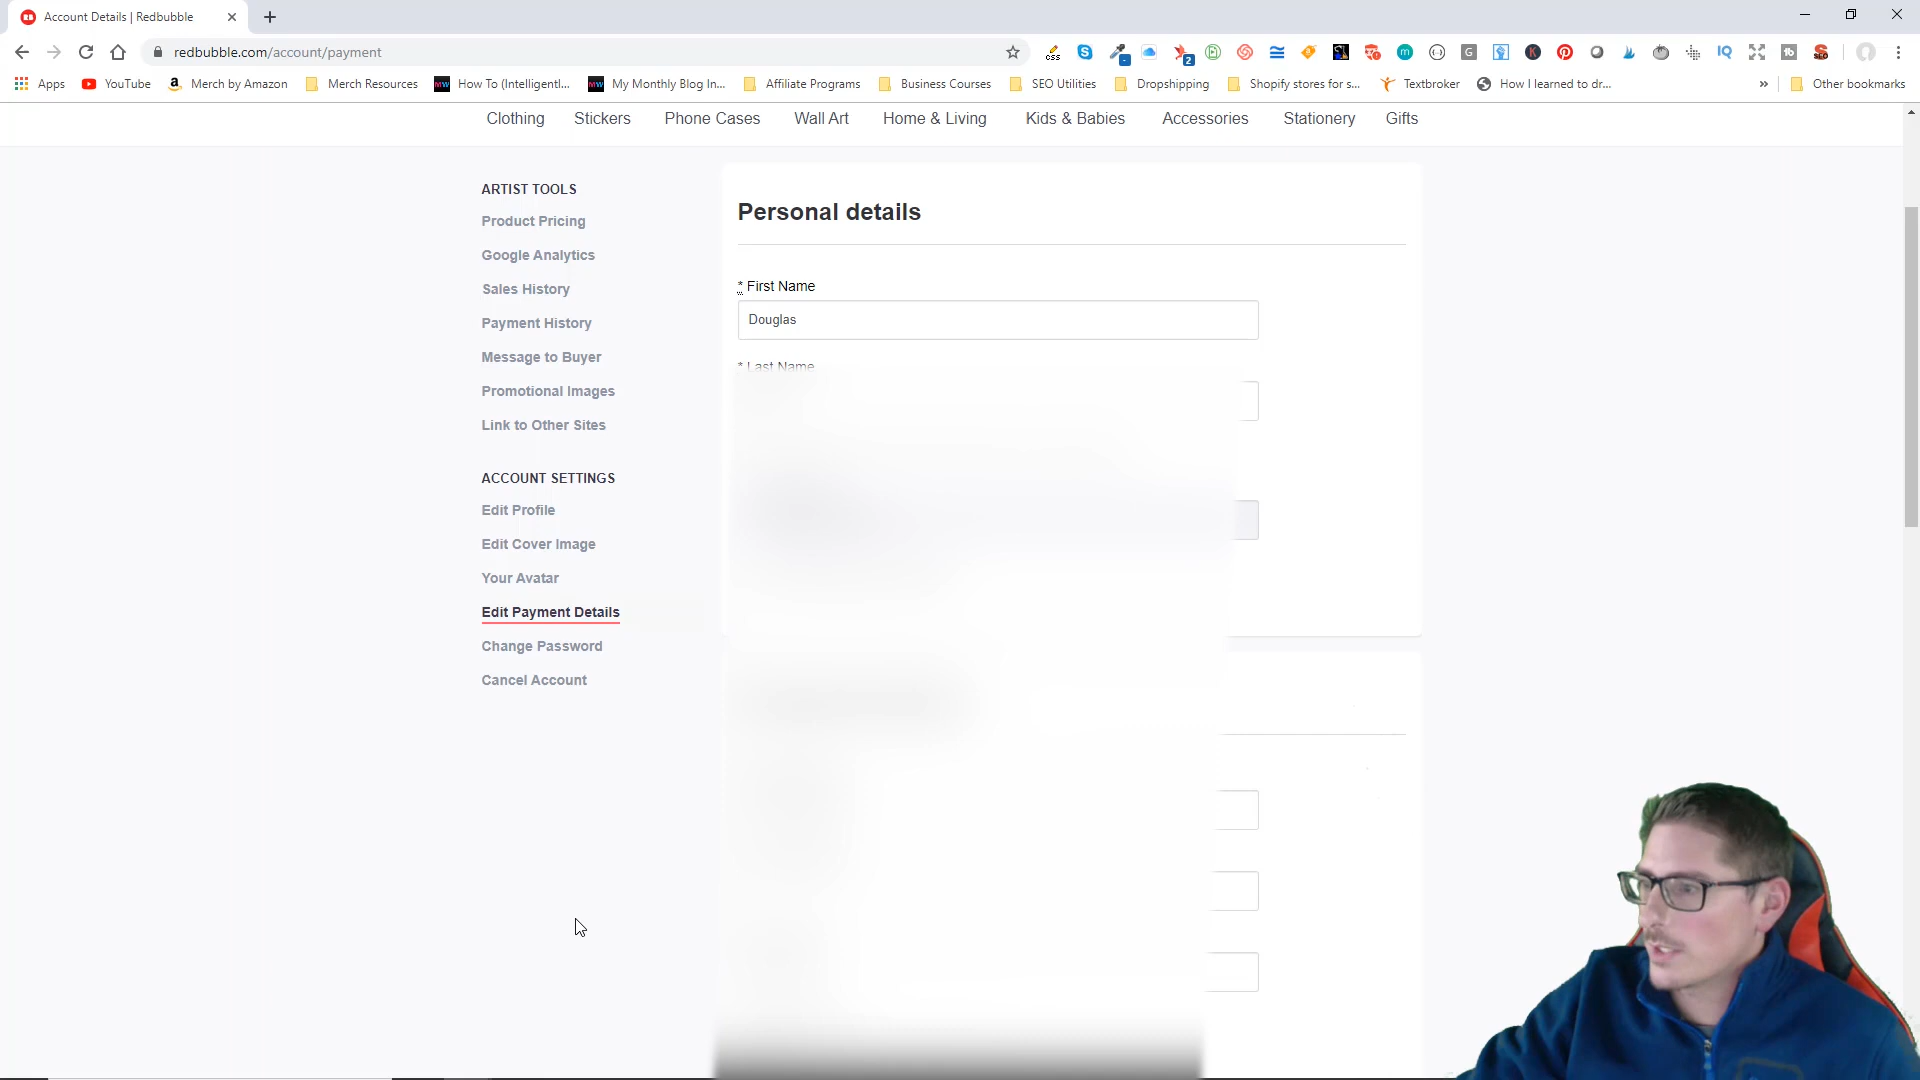 Account Details | Redbubble
redbubble.com/account/payment
Apps YouTube Merch by Amazon Merch Resources How To (Intelligentl... My Monthly Blog In... Affiliate Programs Business Courses SEO Utilities Dropshipping Shopify stores for s... Textbroker How I learned to dr... » Other bookmarks
Clothing Stickers Phone Cases Wall Art Home & Living Kids & Babies Accessories Stationery Gifts
ARTIST TOOLS
Product Pricing
Google Analytics
Sales History
Payment History
Message to Buyer
Promotional Images
Link to Other Sites
ACCOUNT SETTINGS
Edit Profile
Edit Cover Image
Your Avatar
Edit Payment Details
Change Password
Cancel Account
Personal details
* First Name
Douglas
* Last Name